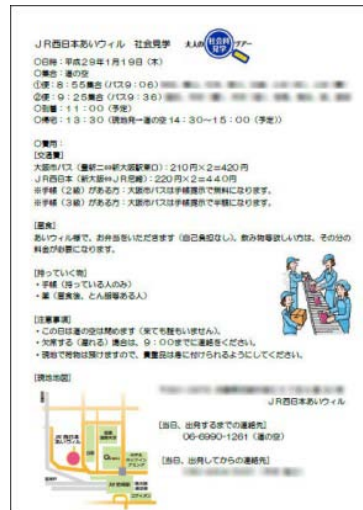 JR西日本あいウィル 社会見学
大人の社会科見学ツアー
〇日時:平成29年1月19日(木)
〇集合:道の空
①便:8:55集合(バス9:06)
②便:9:25集合(バス9:36)
〇到着:11:00(予定)
〇帰宅:13:30(現地発→道の空14:30~15:00(予定))
〇費用:
[交通費]
大阪市バス(豊新二⇔新大阪駅東口):210円×2=420円
JR西日本(新大阪⇔JR尼崎):220円×2=440円
※手帳(2級)がある方:大阪市バスは手帳提示で無料になります。
※手帳(3級)がある方:大阪市バスは手帳提示で半額になります。
[昼食]
あいウィル様で、お弁当をいただきます(自己負担なし)。飲み物等欲しい方は、その分の
料金が必要になります。
[持っていく物]
・手帳(持っている人のみ)
・薬(昼食後、とん服等ある人)
[注意事項]
・この日は道の空は閉めます(来ても誰もいません)。
・欠席する(遅れる)場合は、9:00までに連絡をください。
・現地で荷物は預けますので、貴重品は身に付けられるようにしてください。
[現地地図]
JR西日本あいウィル
[当日、出発するまでの連絡先]
06-6990-1261(道の空)
[当日、出発してからの連絡先]
JR西日本
あいウィル